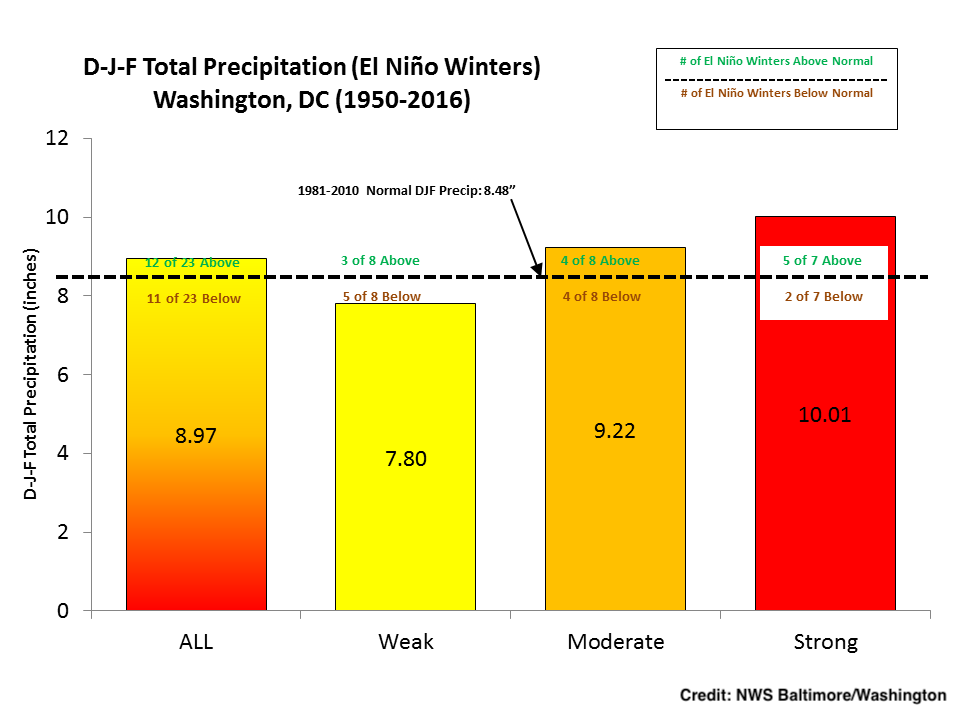 D-J-F Total Precipitation (El Niño Winters)
Washington, DC (1950-2016)
# of El Niño Winters Above Normal
# of El Niño Winters Below Normal
D-J-F Total Precipitation (inches)
12
10
8
6
4
2
0
1981-2010 Normal DJF Precip: 8.48”
12 of 23 Above
11 of 23 Below
8.97
3 of 8 Above
5 of 8 Below
7.80
4 of 8 Above
4 of 8 Below
9.22
5 of 7 Above
2 of 7 Below
10.01
ALL
Weak
Moderate
Strong
Credit: NWS Baltimore/Washington